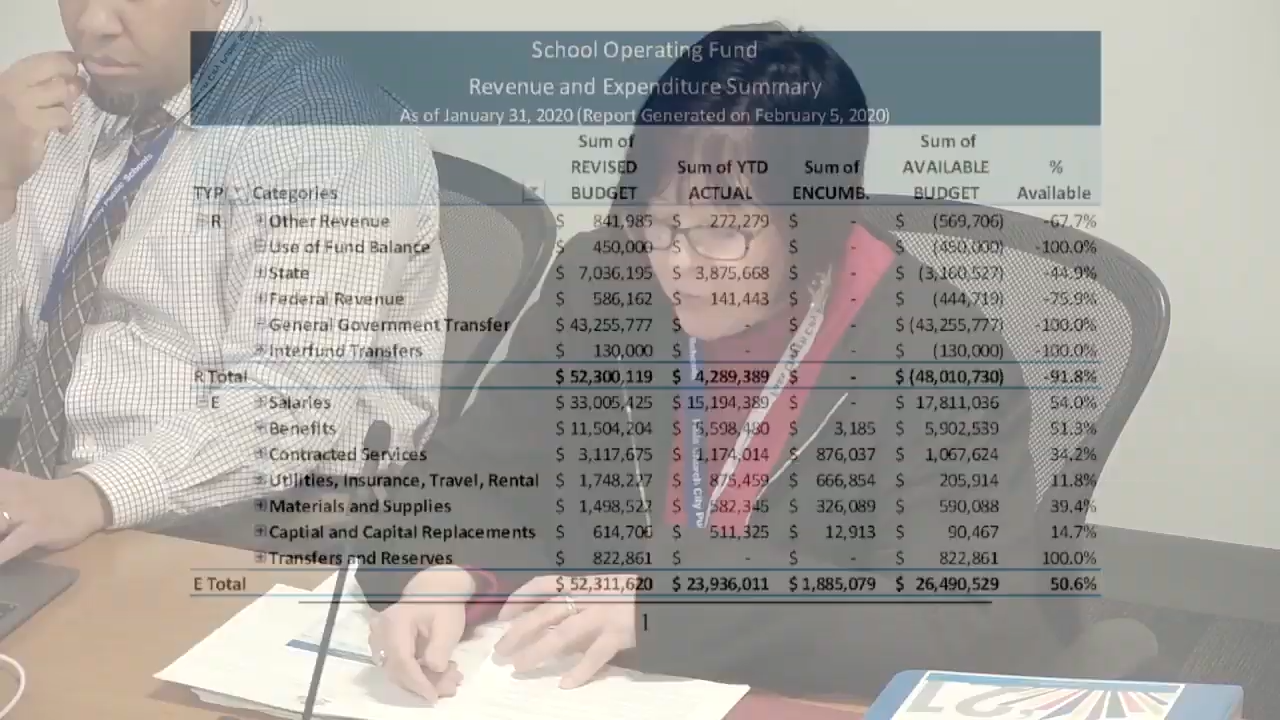 School Operating Fund
Revenue and Expenditure Summary
As of January 31, 2020 (Report Generated on February 5, 2020)
TYP Categories Sum of REVISED BUDGET Sum of YTD ACTUAL Sum of ENCUMB. Sum of AVAILABLE BUDGET % Available
R Other Revenue $ 841,985 $ 272,279 $ - $ (569,706) -67.7%
Use of Fund Balance $ 450,000 $ - $ - $ (450,000) -100.0%
State $ 7,036,195 $ 3,875,668 $ - $ (3,160,527) -44.9%
Federal Revenue $ 586,162 $ 141,443 $ - $ (444,719) -75.9%
General Government Transfer $ 43,255,777 $ - $ - $ (43,255,777) -100.0%
Interfund Transfers $ 130,000 $ - $ - $ (130,000) -100.0%
R Total $ 52,300,119 $ 4,289,389 $ - $ (48,010,730) -91.8%
E Salaries $ 33,005,425 $ 15,194,389 $ - $ 17,811,036 54.0%
Benefits $ 11,504,204 $ 5,598,480 $ 3,185 $ 5,902,539 51.3%
Contracted Services $ 3,117,675 $ 1,174,014 $ 876,037 $ 1,067,624 34.2%
Utilities, Insurance, Travel, Rental $ 1,748,227 $ 875,459 $ 666,854 $ 205,914 11.8%
Materials and Supplies $ 1,498,522 $ 582,345 $ 326,089 $ 590,088 39.4%
Captial and Capital Replacements $ 614,706 $ 511,325 $ 12,913 $ 90,467 14.7%
Transfers and Reserves $ 822,861 $ - $ - $ 822,861 100.0%
E Total $ 52,311,620 $ 23,936,011 $ 1,885,079 $ 26,490,529 50.6%
1
City Public Schools